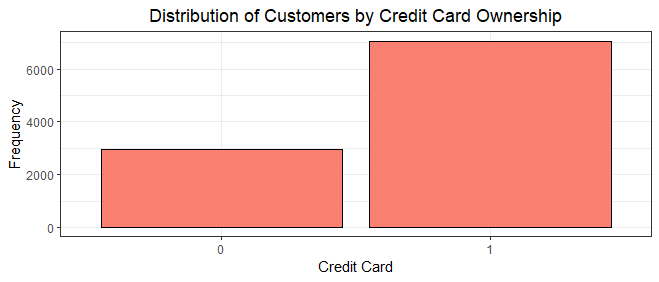 Distribution of Customers by Credit Card Ownership
Frequency
6000
4000
2000
0
0 1
Credit Card